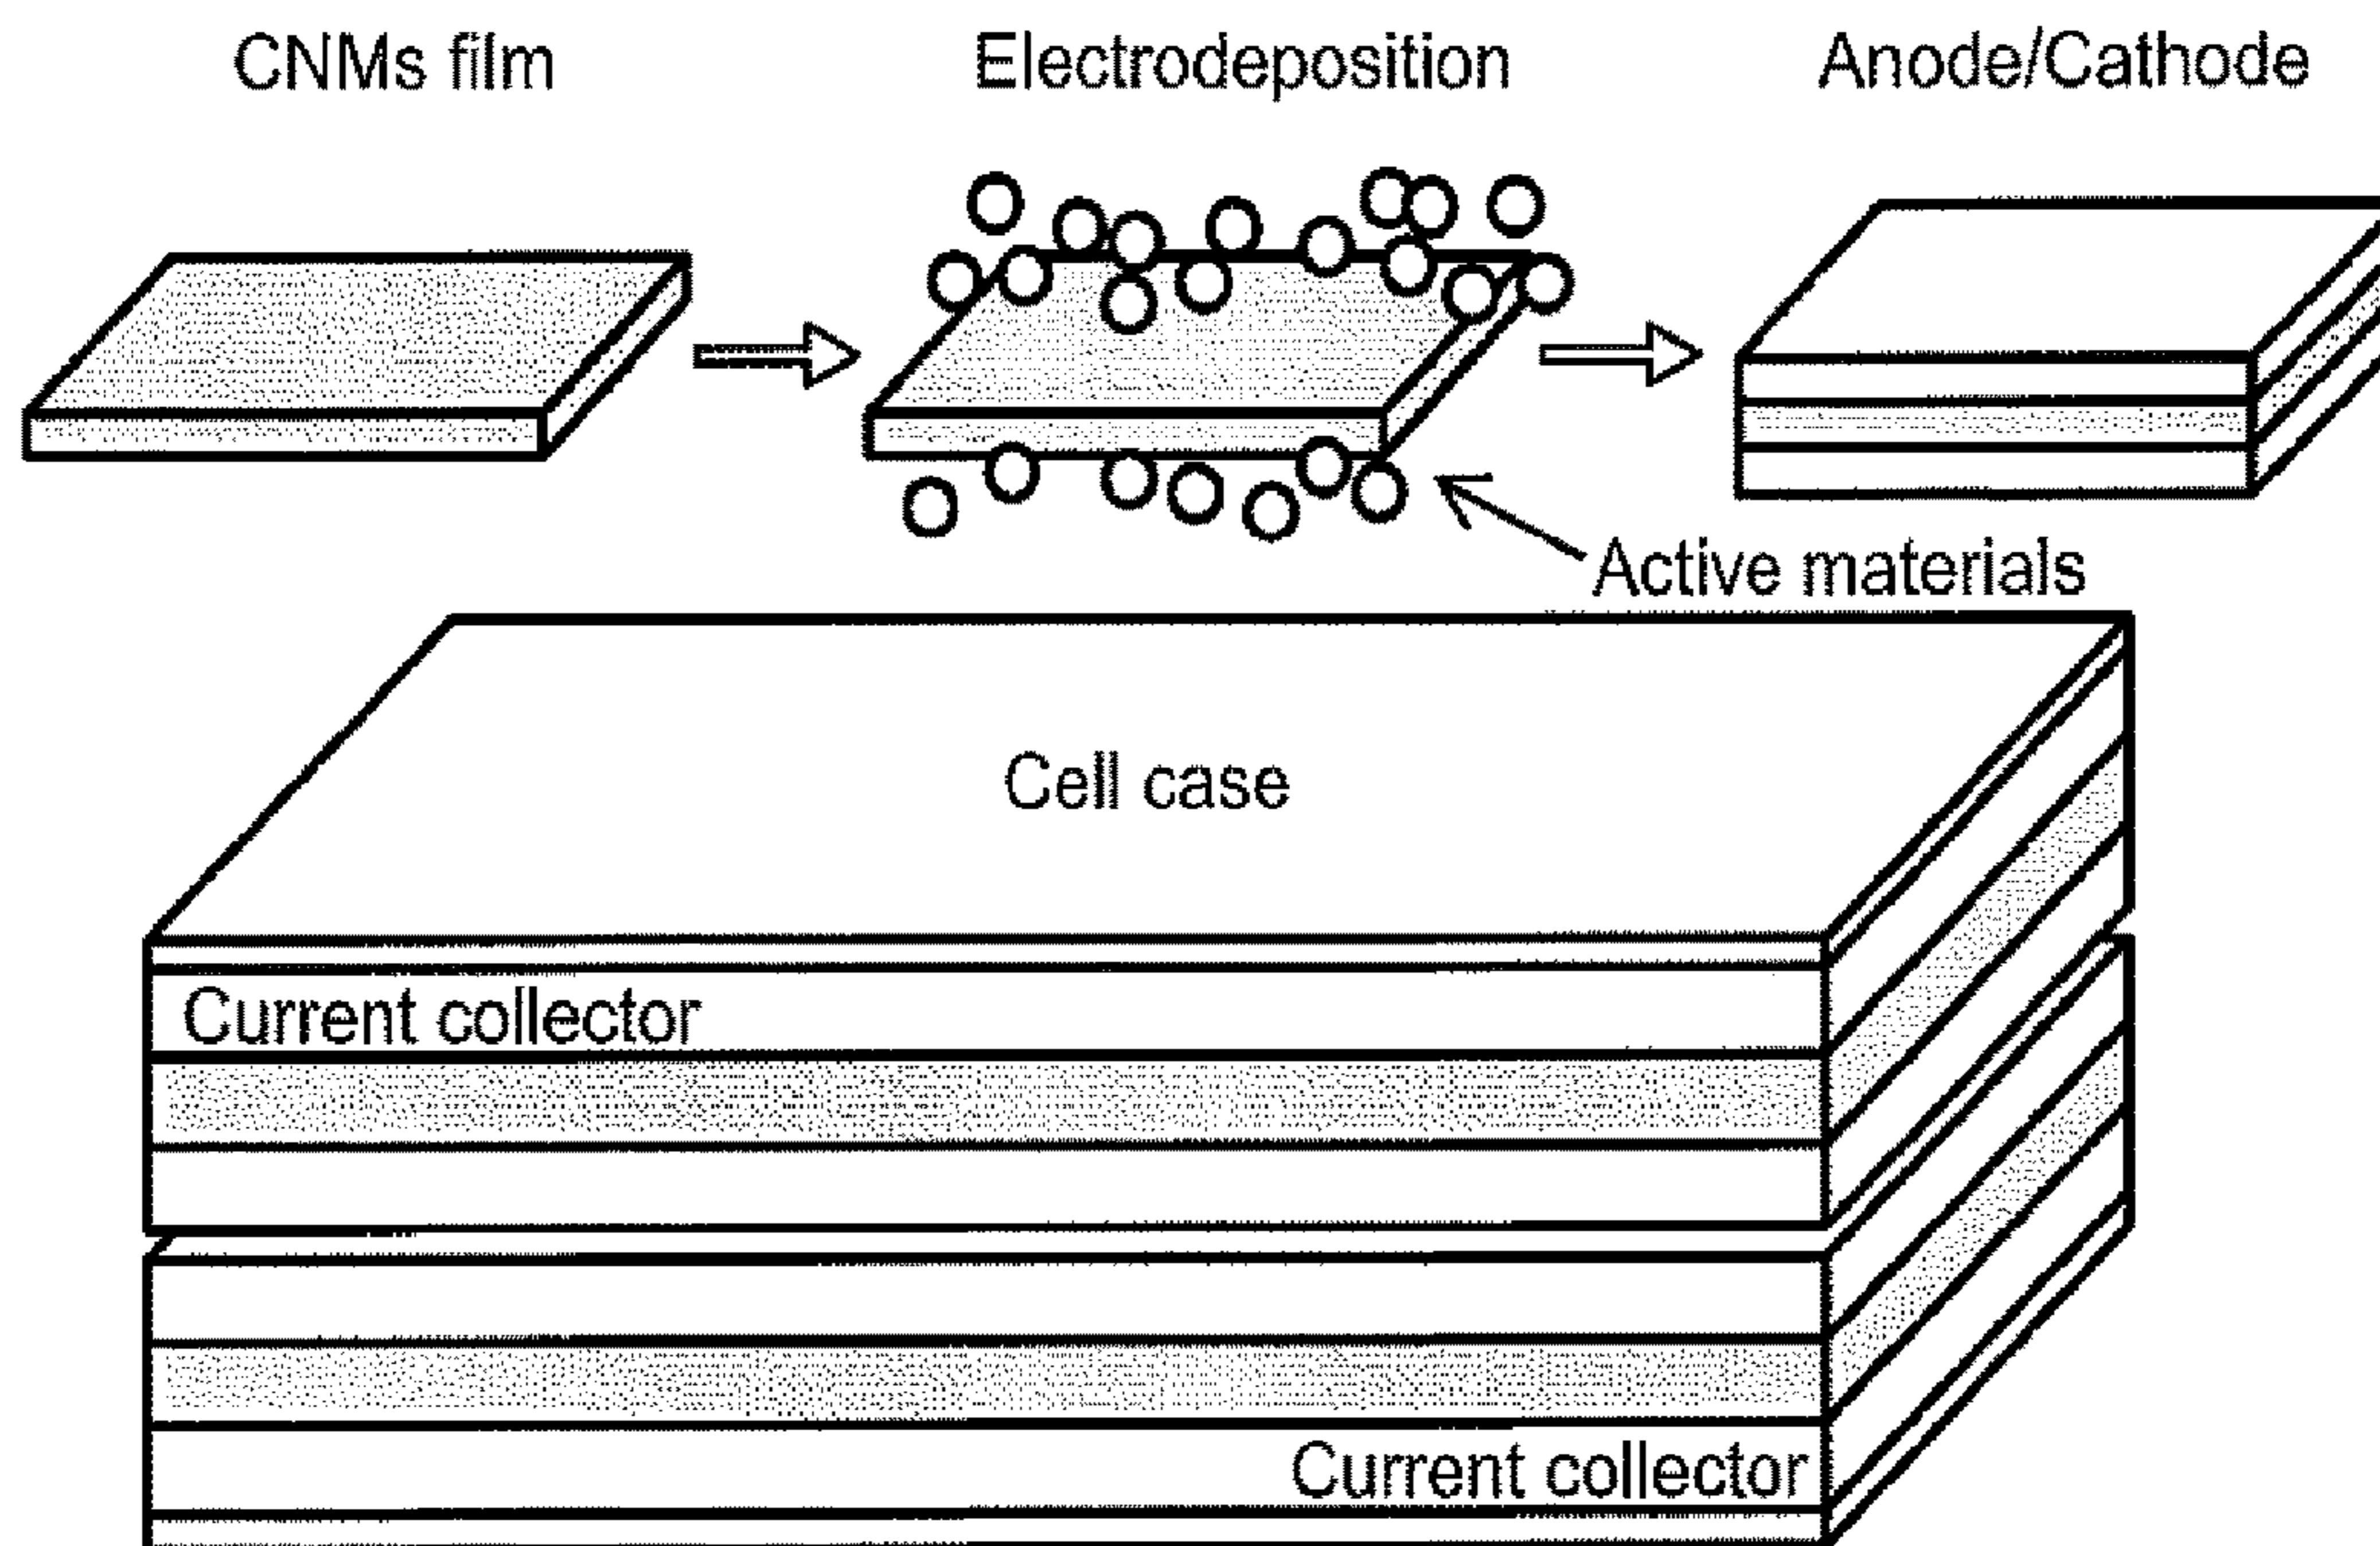 CNMs film
Electrodeposition
Anode/Cathode
Active materials
Cell case
Current collector
Current collector